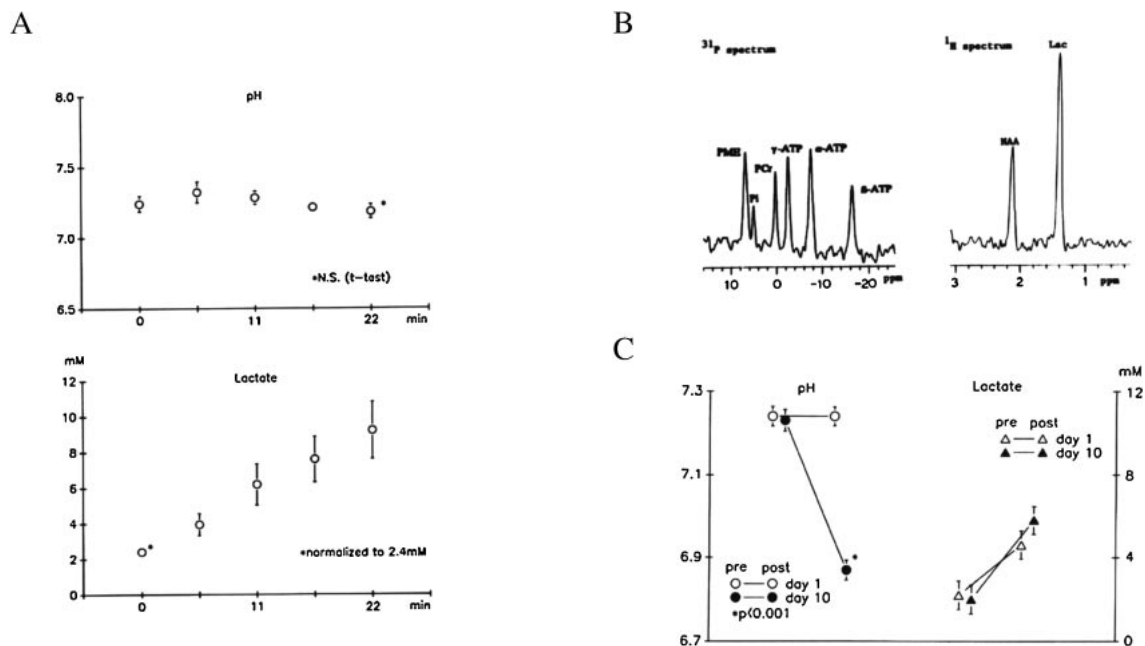 A
pH
8.0
7.5
7.0
6.5
*
*N.S. (t-test)
0 11 22 min
mM
Lactate
12
10
8
6
4
2
0
*
*normalized to 2.4mM
0 11 22 min
B
31P spectrum
PME
Pi
PCr
γ-ATP
α-ATP
β-ATP
10 0 -10 -20 ppm
1H spectrum
Lac
NAA
3 2 1 ppm
C
pH
7.3
7.1
6.9
6.7
*
pre post
day 1
day 10
*p<0.001
Lactate
mM
12
8
4
0
pre post
day 1
day 10